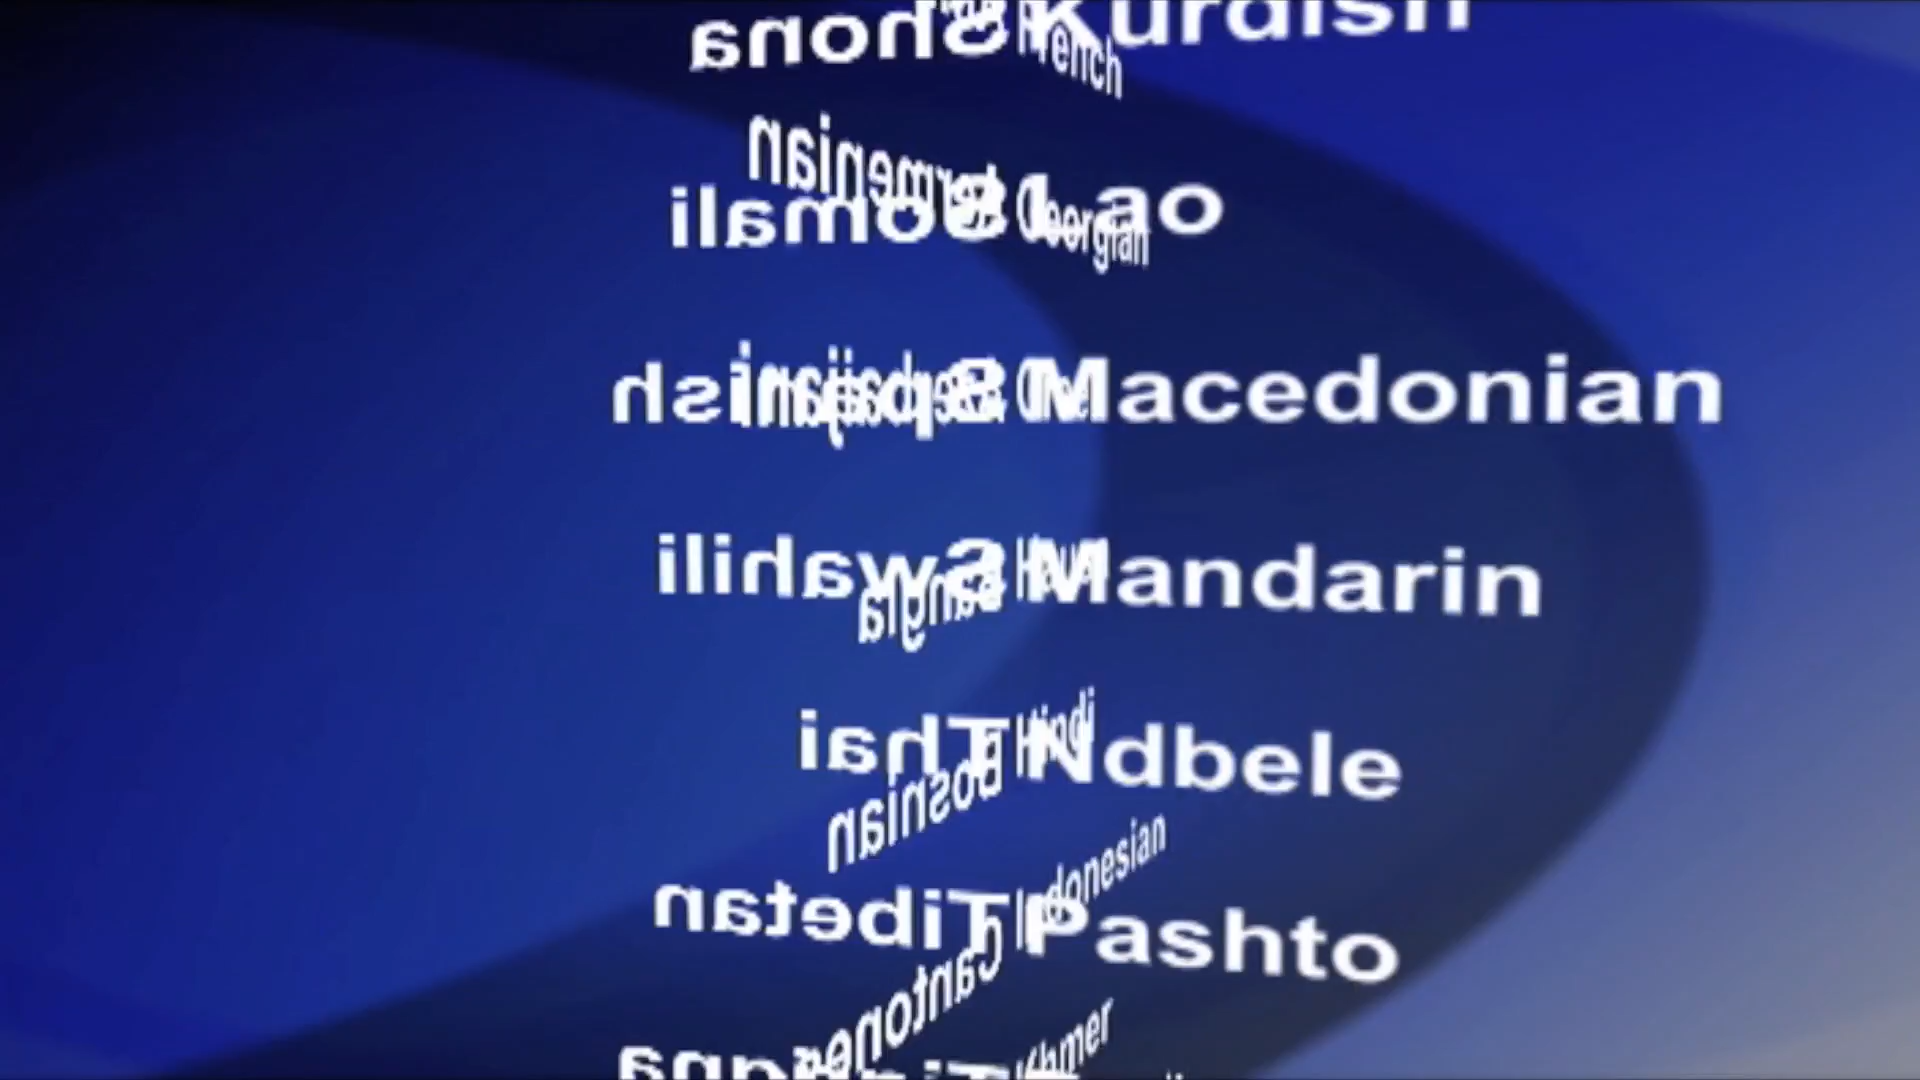 Kurdish
Shona
French
Armenian
Lao
Somali
Georgian
Macedonian
Spanish
Azerbaijani
Mandarin
Swahili
Bangla
Hindi
Ndbele
Thai
Bosnian
Indonesian
Pashto
Tibetan
Khmer